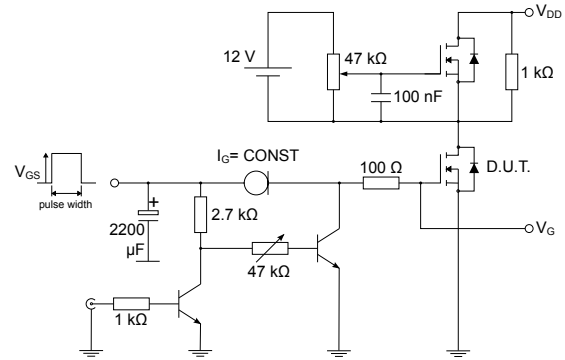 V_DD
12 V
47 kΩ
1 kΩ
100 nF
I_G= CONST
V_GS
100 Ω
D.U.T.
pulse width
+
2.7 kΩ
2200
µF
47 kΩ
V_G
1 kΩ